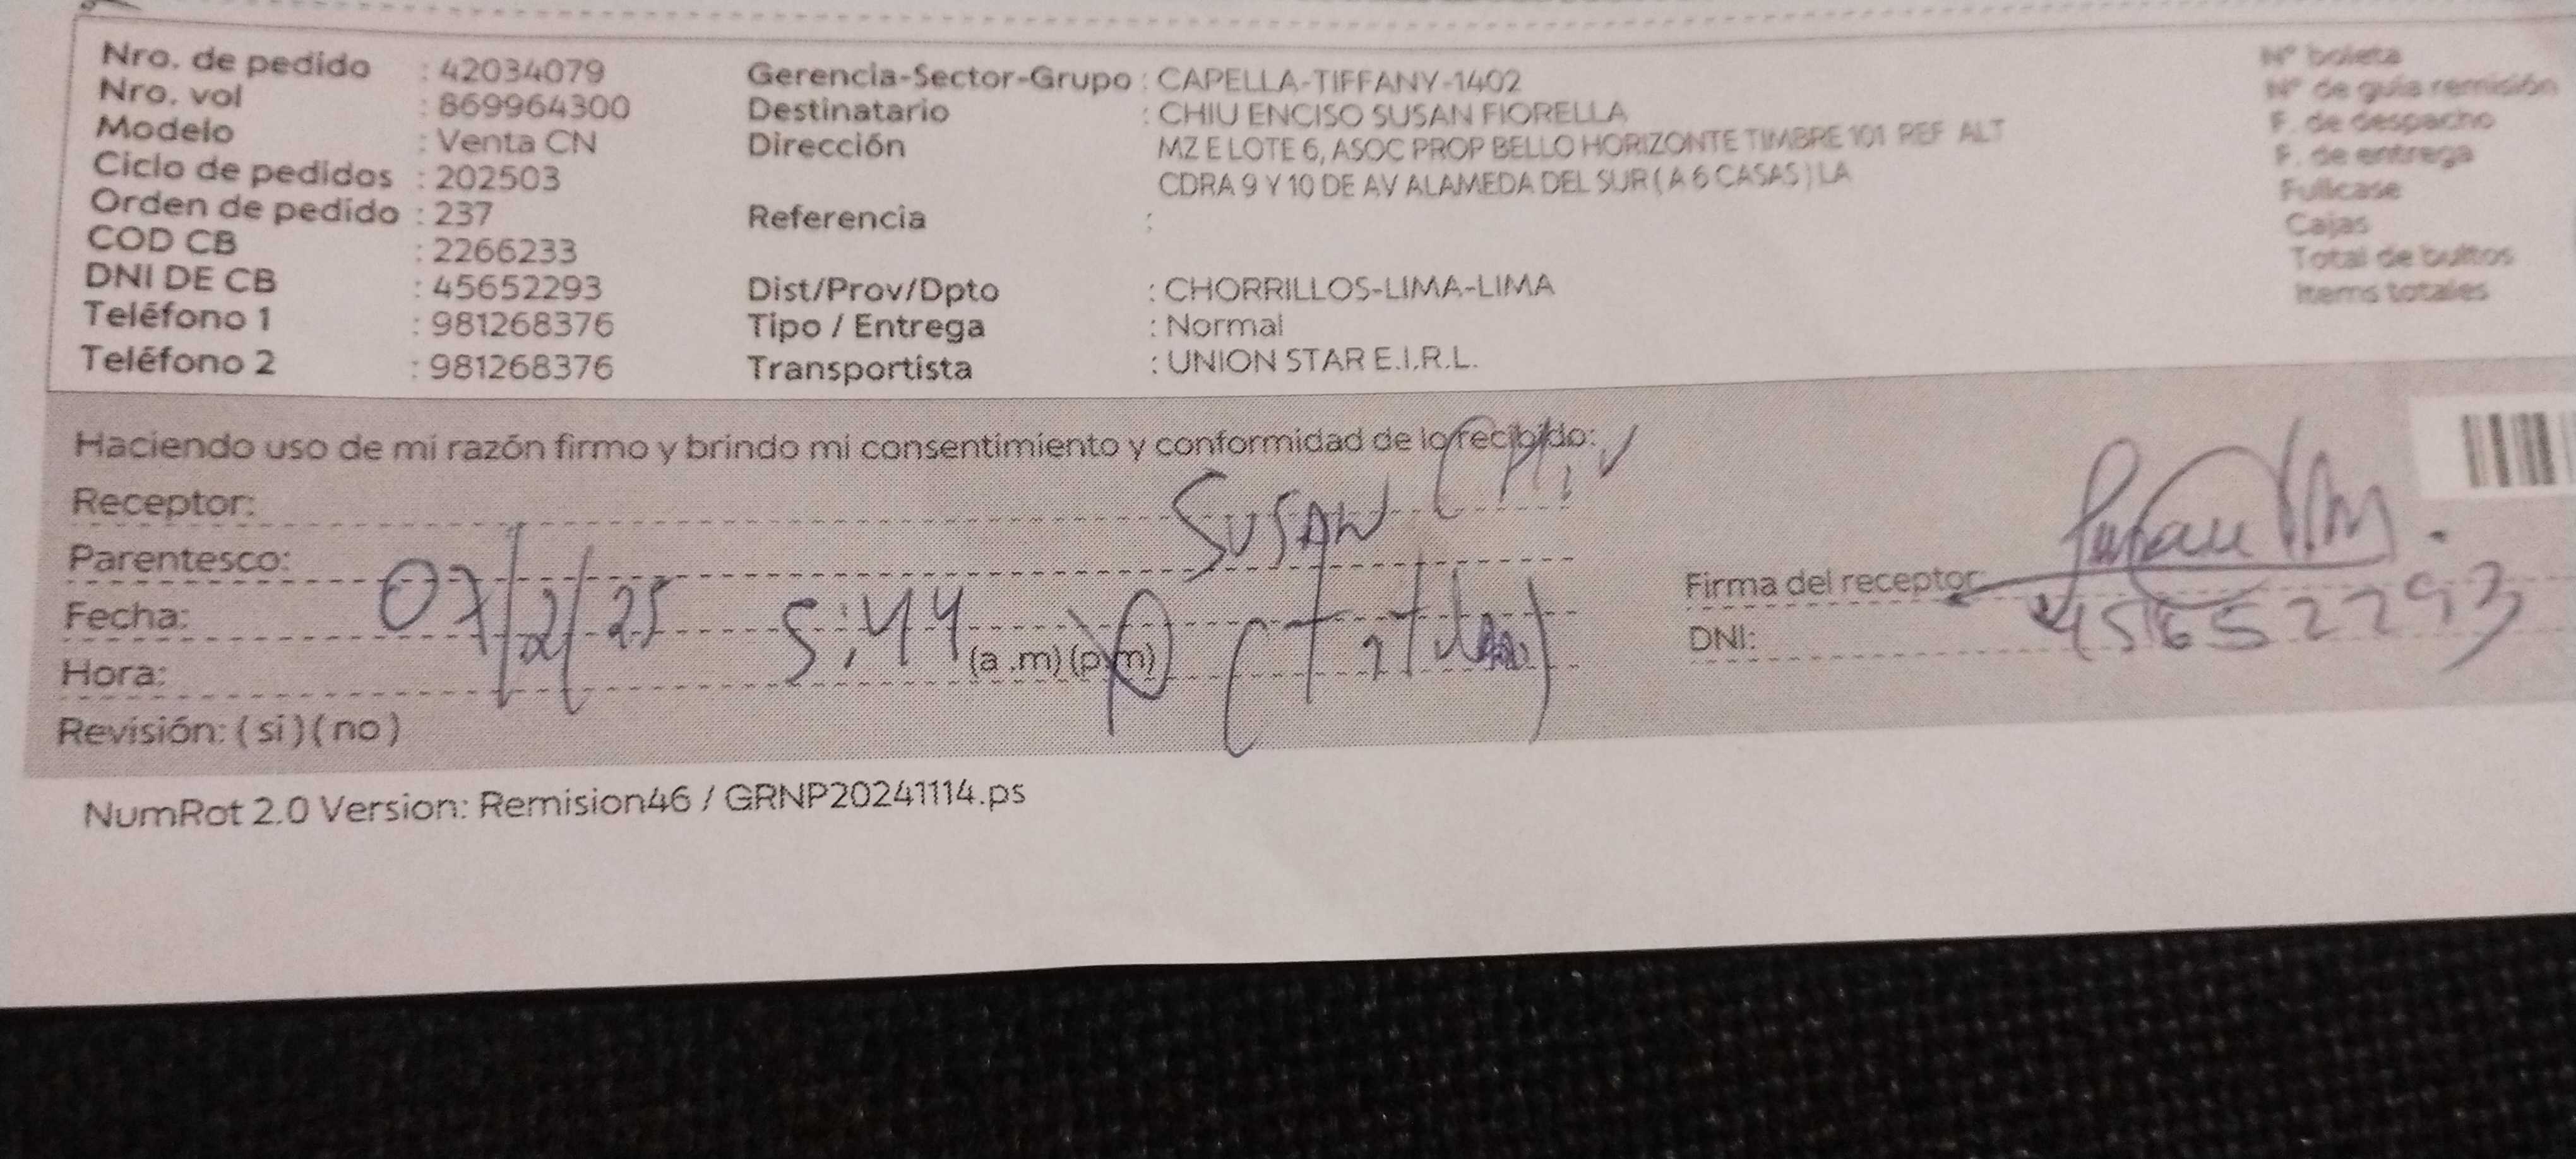 Nro. de pedido : 42034079
Nro. vol : 869964300
Modelo : Venta CN
Ciclo de pedidos : 202503
Orden de pedido : 237
COD CB : 2266233
DNI DE CB : 45652293
Teléfono 1 : 981268376
Teléfono 2 : 981268376
Gerencia-Sector-Grupo : CAPELLA-TIFFANY-1402
Destinatario : CHIU ENCISO SUSAN FIORELLA
Dirección MZ E LOTE 6, ASOC PROP BELLO HORIZONTE TIMBRE 101 REF ALT
CDRA 9 Y 10 DE AV ALAMEDA DEL SUR ( A 6 CASAS ) LA
Referencia :
Dist/Prov/Dpto : CHORRILLOS-LIMA-LIMA
Tipo / Entrega : Normal
Transportista : UNION STAR E.I.R.L.
N° boleta
N° de guia remisión
F. de despacho
F. de entrega
Fullcase
Cajas
Total de bultos
Items totales
Haciendo uso de mi razón firmo y brindo mi consentimiento y conformidad de lo recibido:
Receptor: SUSAN CHIU
Parentesco: (Titular)
Fecha: 07/2/25
Hora: 5:44 (a .m) (p.m)
Revisión: ( si ) ( no )
Firma del receptor:
DNI: 45652293
NumRot 2.0 Version: Remision46 / GRNP20241114.ps